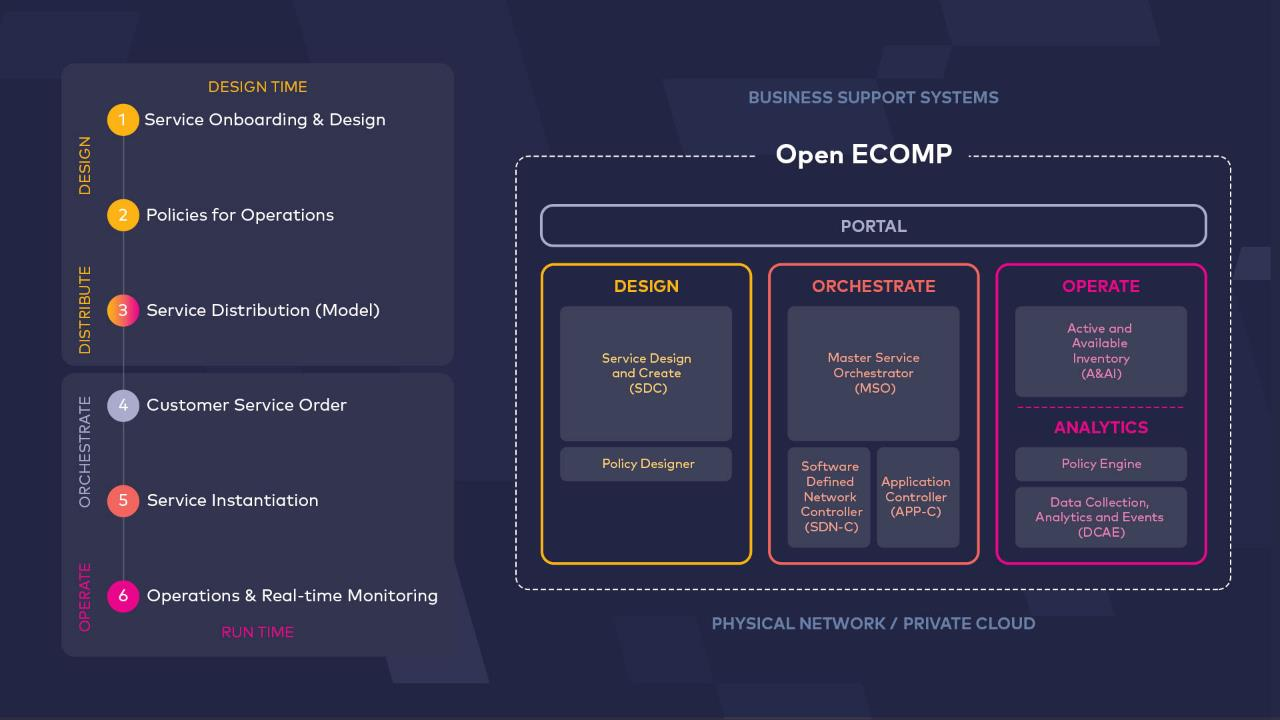 DESIGN TIME
DESIGN
1 Service Onboarding & Design
2 Policies for Operations
DISTRIBUTE
3 Service Distribution (Model)
ORCHESTRATE
4 Customer Service Order
5 Service Instantiation
OPERATE
6 Operations & Real-time Monitoring
RUN TIME
BUSINESS SUPPORT SYSTEMS
Open ECOMP
PORTAL
DESIGN
Service Design
and Create
(SDC)
Policy Designer
ORCHESTRATE
Master Service
Orchestrator
(MSO)
Software
Defined
Network
Controller
(SDN-C)
Application
Controller
(APP-C)
OPERATE
Active and
Available
Inventory
(A&AI)
ANALYTICS
Policy Engine
Data Collection,
Analytics and Events
(DCAE)
PHYSICAL NETWORK / PRIVATE CLOUD